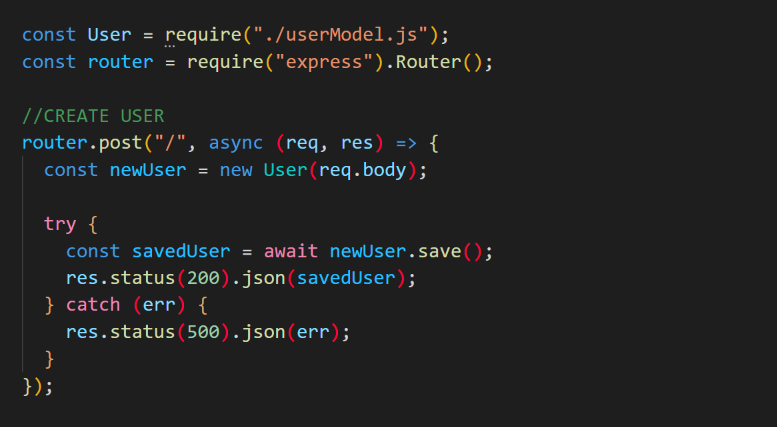 const User = require("./userModel.js");
const router = require("express").Router();
//CREATE USER
router.post("/", async (req, res) => {
const newUser = new User(req.body);
try {
const savedUser = await newUser.save();
res.status(200).json(savedUser);
} catch (err) {
res.status(500).json(err);
}
});